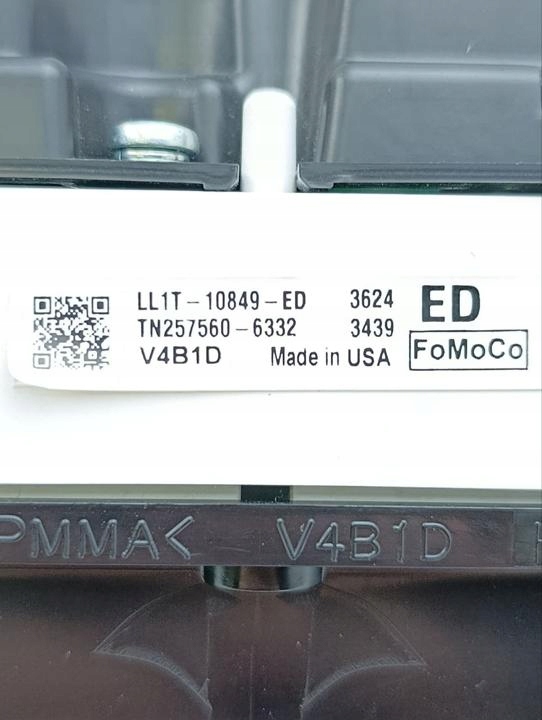 LL1T-10849-ED 3624 ED
TN257560-6332 3439
V4B1D Made in USA FoMoCo
PMMA< V4B1D